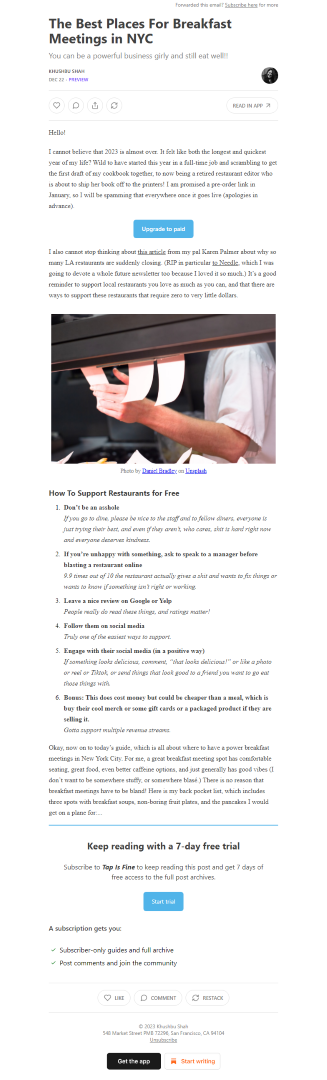 Forwarded this email? Subscribe here for more
The Best Places For Breakfast
Meetings in NYC
You can be a powerful business girly and still eat well!!
KHUSHBU SHAH
DEC 22 · PREVIEW
READ IN APP
Hello!
I cannot believe that 2023 is almost over. It felt like both the longest and quickest
year of my life? Wild to have started this year in a full-time job and scrambling to get
the first draft of my cookbook together, to now being a retired restaurant editor who
is about to ship her book off to the printers! I am promised a pre-order link in
January, so I will be spamming that everywhere once it goes live (apologies in
advance).
Upgrade to paid
I also cannot stop thinking about this article from my pal Karen Palmer about why so
many LA restaurants are suddenly closing. (RIP in particular to Needle, which I was
going to devote a whole future newsletter too because I loved it so much.) It's a good
reminder to support local restaurants you love as much as you can, and that there are
ways to support these restaurants that require zero to very little dollars.
Photo by Daniel Bradley on Unsplash
How To Support Restaurants for Free
1. Don't be an asshole
If you go to dine, please be nice to the staff and to fellow diners, everyone is
just trying their best, and even if they aren't, who cares, shit is hard right now
and everyone deserves kindness.
2. If you're unhappy with something, ask to speak to a manager before
blasting a restaurant online
9.9 times out of 10 the restaurant actually gives a shit and wants to fix things or
wants to know if something isn't right or working.
3. Leave a nice review on Google or Yelp
People really do read these things, and ratings matter!
4. Follow them on social media
Truly one of the easiest ways to support.
5. Engage with their social media (in a positive way)
If something looks delicious, comment, "that looks delicious!" or like a photo
or reel or Tiktok, or send things that look good to a friend you want to go eat
those things with.
6. Bonus: This does cost money but could be cheaper than a meal, which is
buy their cool merch or some gift cards or a packaged product if they are
selling it.
Gotta support multiple revenue streams.
Okay, now on to today's guide, which is all about where to have a power breakfast
meetings in New York City. For me, a great breakfast meeting spot has comfortable
seating, great food, even better caffeine options, and just generally has good vibes (I
don't want to be somewhere stuffy, or somewhere blasé.) There is no reason that
breakfast meetings have to be bland! Here is my back pocket list, which includes
three spots with breakfast soups, non-boring fruit plates, and the pancakes I would
get on a plane for....
Keep reading with a 7-day free trial
Subscribe to Tap Is Fine to keep reading this post and get 7 days of
free access to the full post archives.
Start trial
A subscription gets you:
Subscriber-only guides and full archive
Post comments and join the community
LIKE
COMMENT
RESTACK
© 2023 Khushbu Shah
548 Market Street PMB 72296, San Francisco, CA 94104
Unsubscribe
Get the app
Start writing